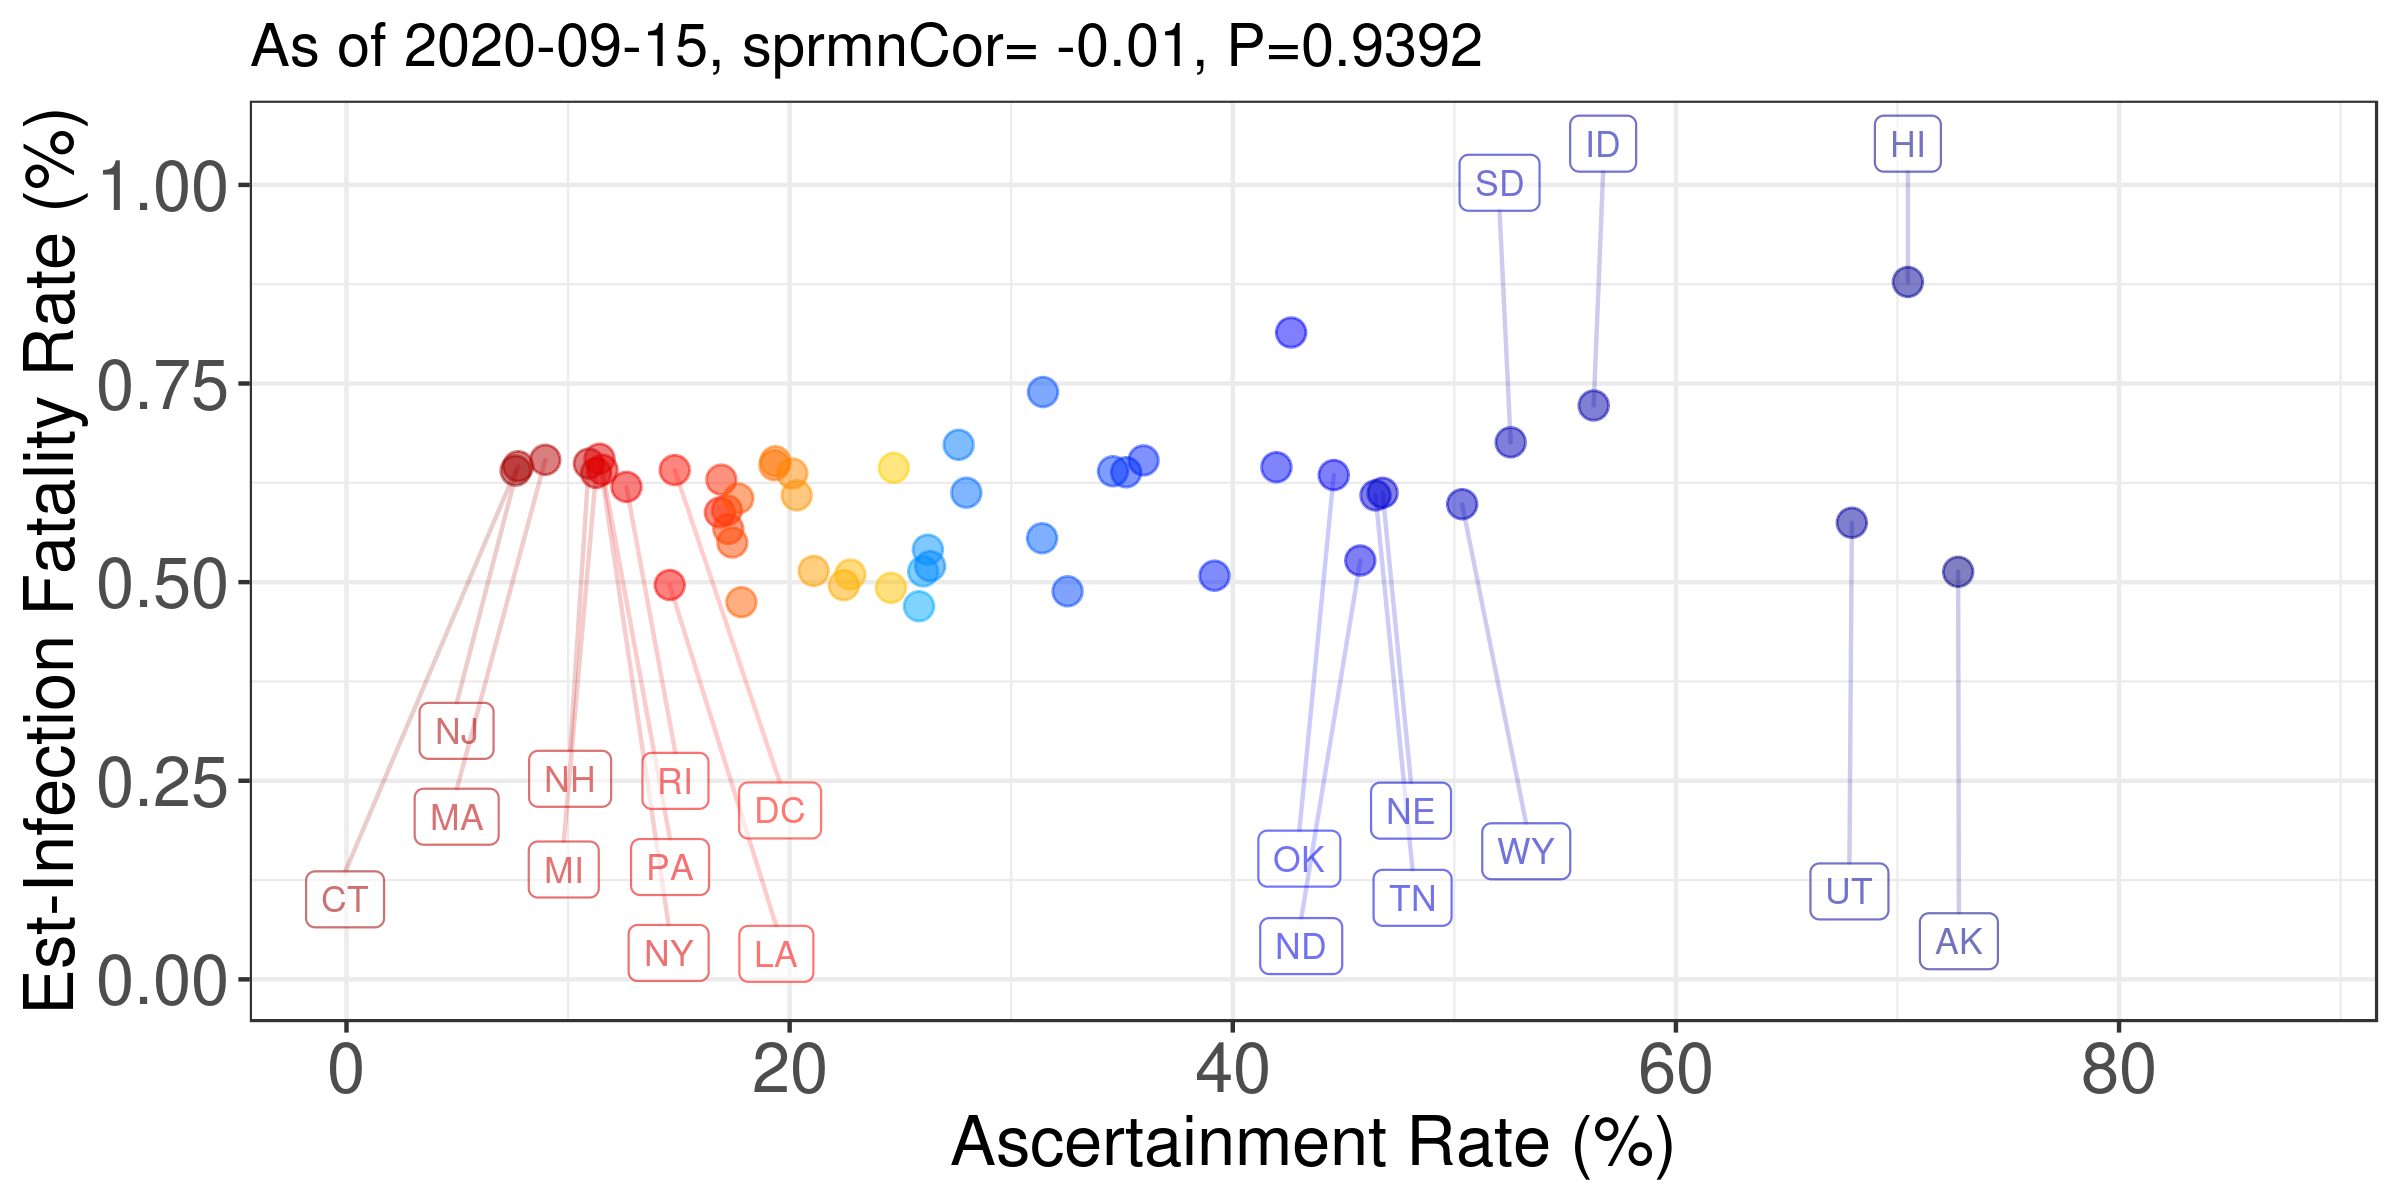 As of 2020-09-15, sprmnCor= -0.01, P=0.9392
Est-Infection Fatality Rate (%)
1.00
0.75
0.50
0.25
0.00
ID
HI
SD
NJ
NH
RI
DC
NE
MA
OK
WY
MI
PA
CT
TN
UT
NY
LA
ND
AK
0
20
40
60
80
Ascertainment Rate (%)